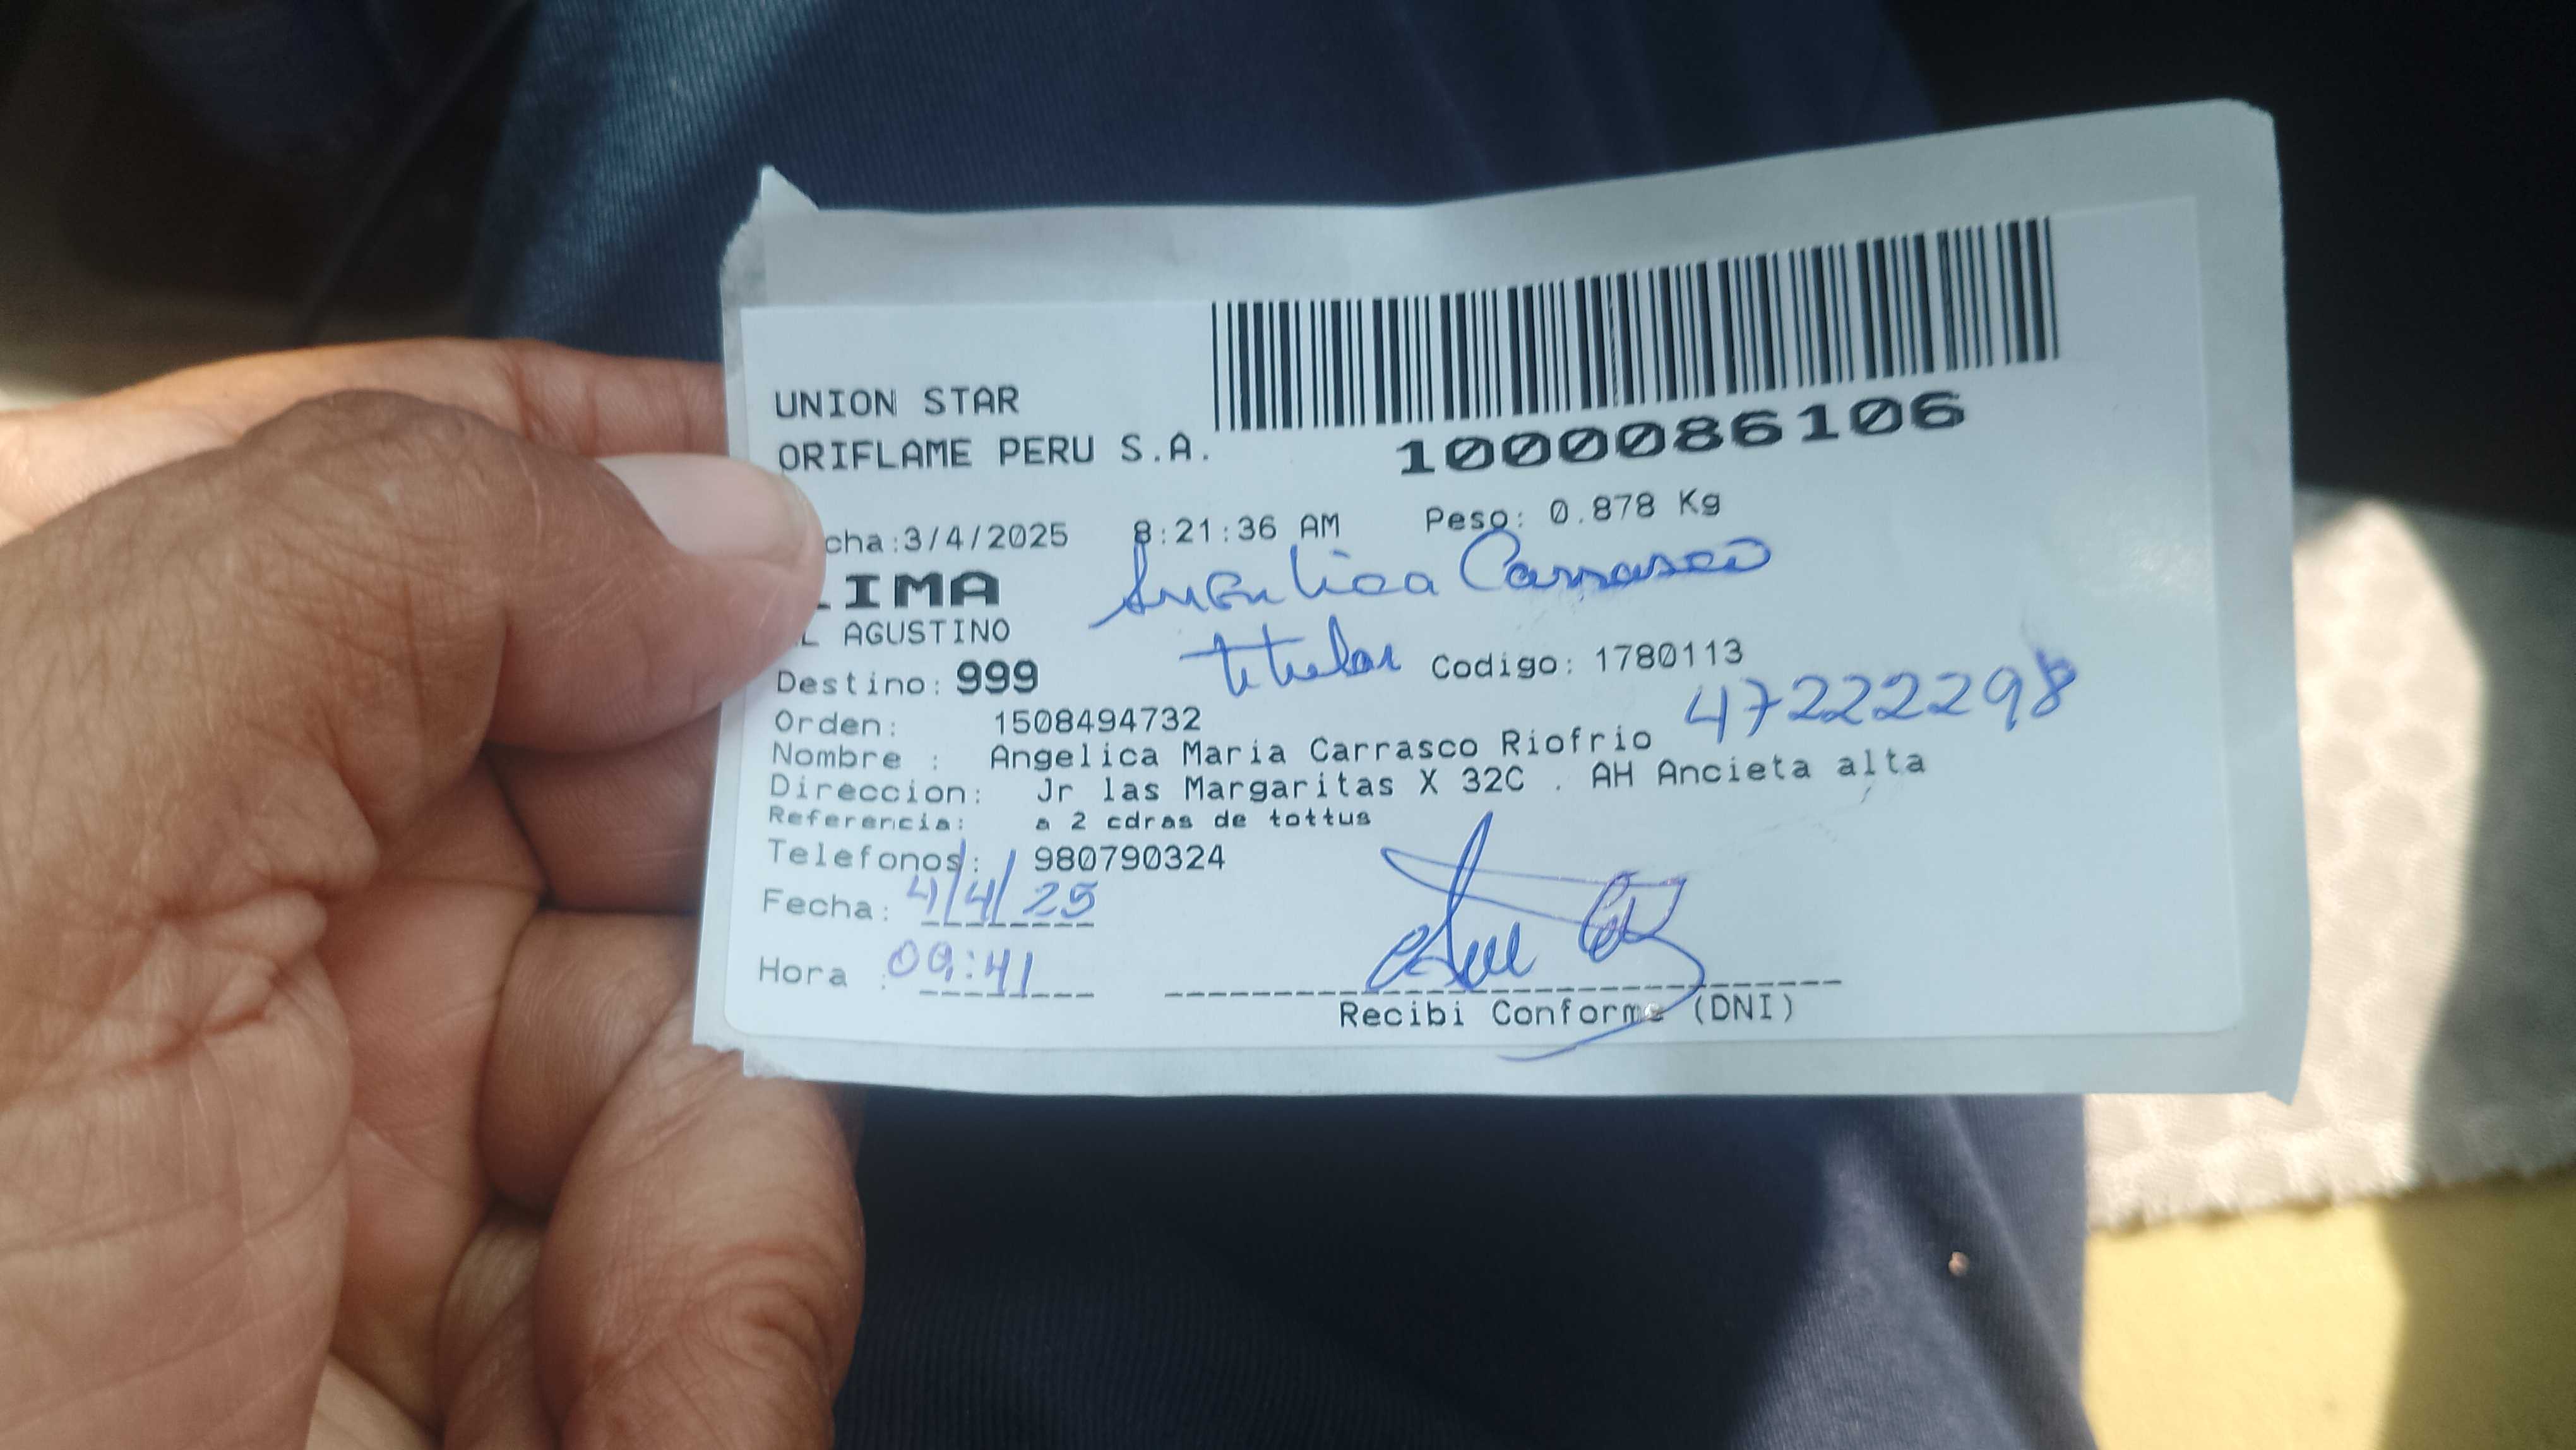 UNION STAR
ORIFLAME PERU S.A.
1000086106
cha:3/4/2025 8:21:36 AM Peso: 0.878 Kg
LIMA
Angelica Carrasco
EL AGUSTINO
titular
Codigo: 1780113
Destino: 999
47222298
Orden: 1508494732
Nombre : Angelica Maria Carrasco Riofrio
Direccion: Jr las Margaritas X 32C . AH Ancieta alta
Referencia: a 2 cdras de tottus
Telefonos: 980790324
Fecha: 4/4/25
Hora : 09:41
Recibi Conforme (DNI)